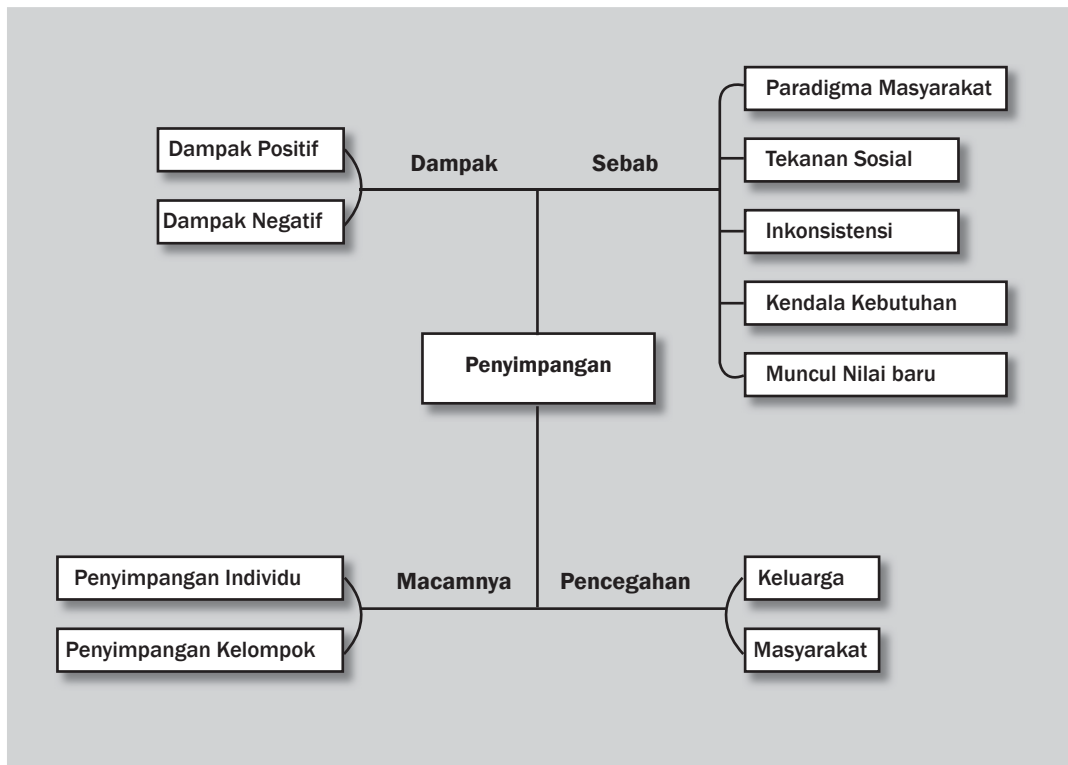 Dampak Positif
Dampak Negatif
Dampak
Sebab
Paradigma Masyarakat
Tekanan Sosial
Inkonsistensi
Kendala Kebutuhan
Muncul Nilai baru
Penyimpangan
Penyimpangan Individu
Penyimpangan Kelompok
Macamnya
Pencegahan
Keluarga
Masyarakat